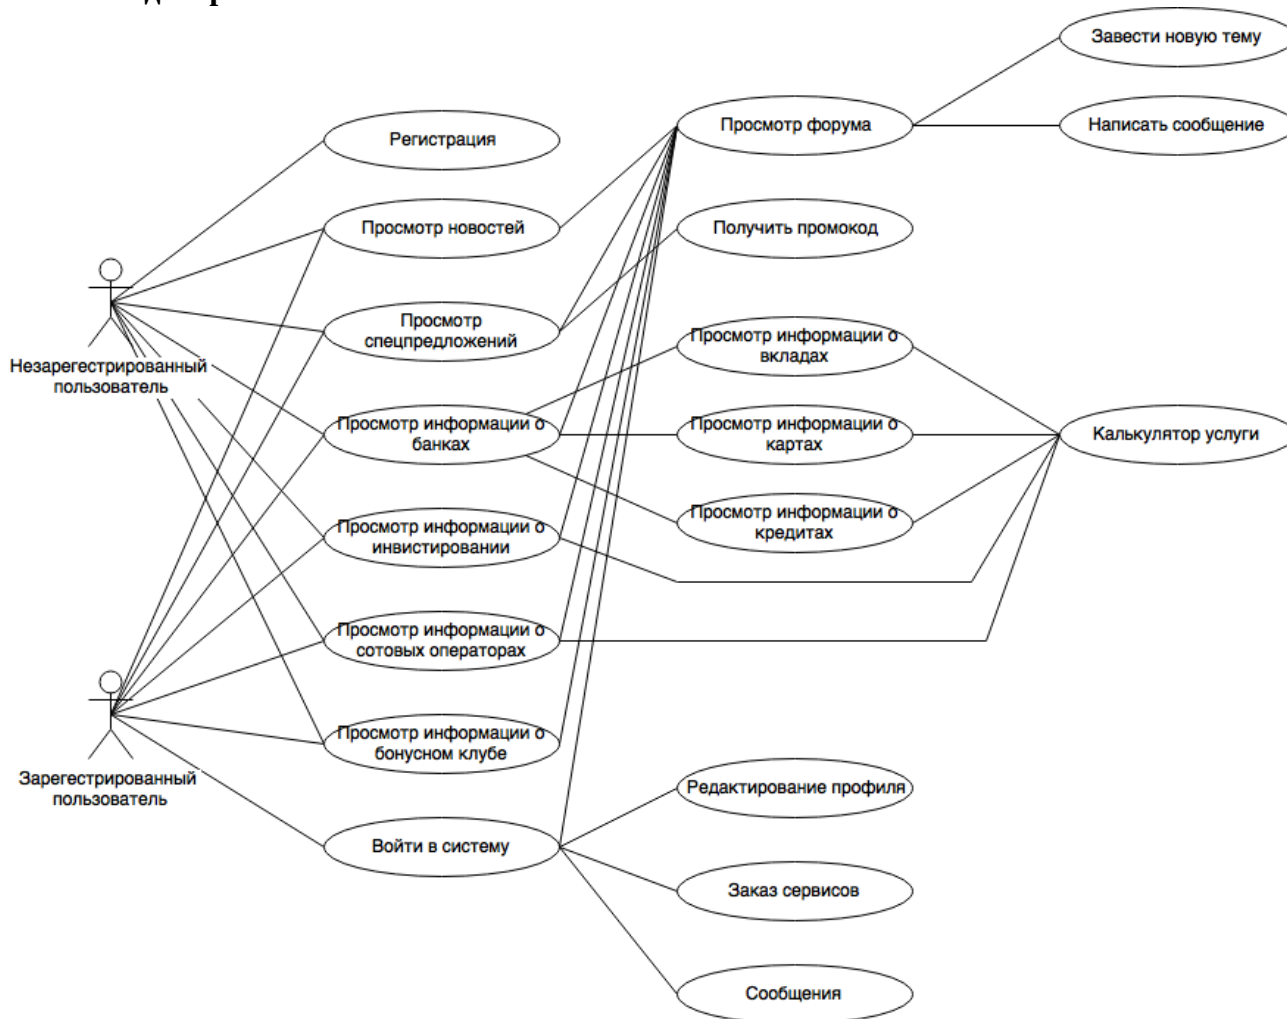 Завести новую тему
Просмотр форума
Написать сообщение
Регистрация
Просмотр новостей
Получить промокод
Просмотр
спецпредложений
Просмотр информации о
вкладах
Незарегестрированный
пользователь
Просмотр информации о
банках
Просмотр информации о
картах
Калькулятор услуги
Просмотр информации о
инвистировании
Просмотр информации о
кредитах
Просмотр информации о
сотовых операторах
Просмотр информации о
бонусном клубе
Зарегестрированный
пользователь
Редактирование профиля
Войти в систему
Заказ сервисов
Сообщения